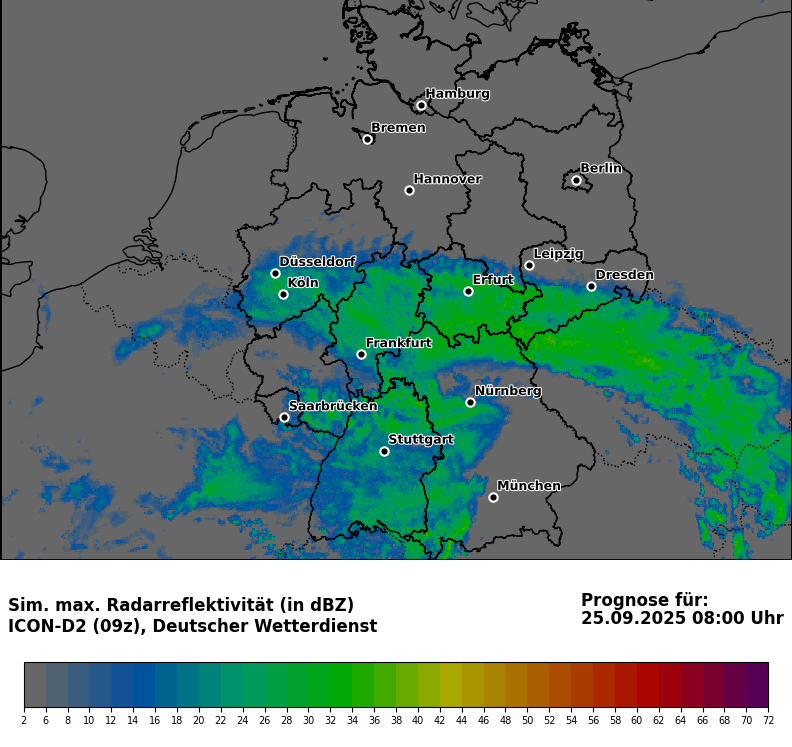 Hamburg
Bremen
Berlin
Hannover
Leipzig
Düsseldorf
Dresden
Erfurt
Köln
Frankfurt
Nürnberg
Saarbrücken
Stuttgart
München
Sim. max. Radarreflektivität (in dBZ)
ICON-D2 (09z), Deutscher Wetterdienst
Prognose für:
25.09.2025 08:00 Uhr
2 6 8 10 12 14 16 18 20 22 24 26 28 30 32 34 36 38 40 42 44 46 48 50 52 54 56 58 60 62 64 66 68 70 72